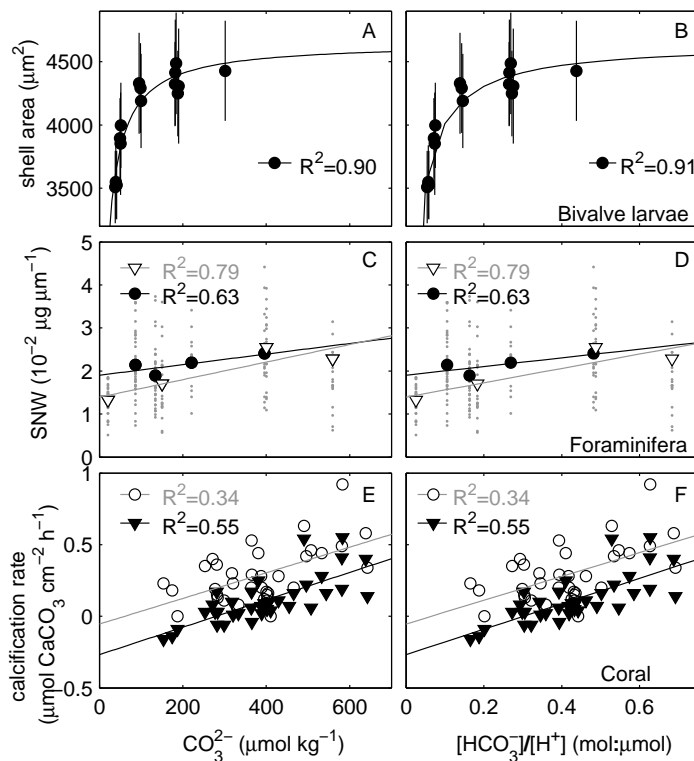 A
B
4500
4000
3500
shell area (μm²)
R²=0.90
R²=0.91
Bivalve larvae
C
D
5
4
3
2
1
0
SNW (10⁻² μg μm⁻¹)
R²=0.79
R²=0.63
R²=0.79
R²=0.63
Foraminifera
E
F
1
0.5
0
−0.5
calcification rate
(μmol CaCO₃ cm⁻² h⁻¹)
R²=0.34
R²=0.55
R²=0.34
R²=0.55
Coral
0 200 400 600
0 0.2 0.4 0.6
CO₃²⁻ (μmol kg⁻¹)
[HCO₃⁻]/[H⁺] (mol:μmol)